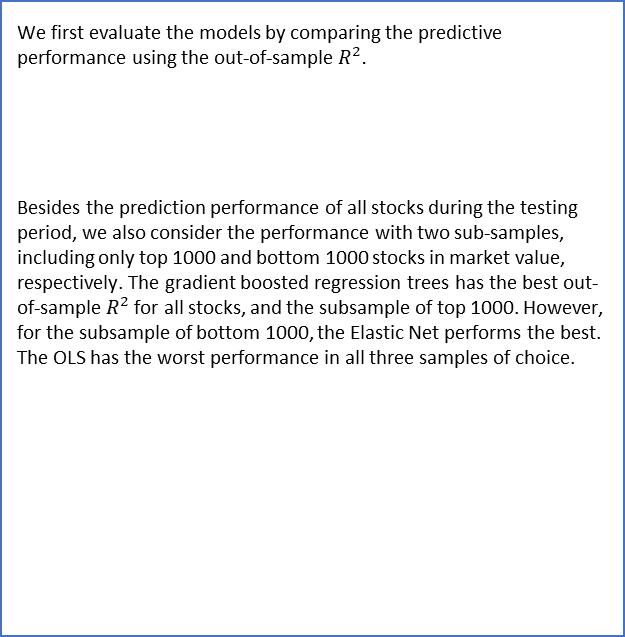 We first evaluate the models by comparing the predictive
performance using the out-of-sample R².
Besides the prediction performance of all stocks during the testing
period, we also consider the performance with two sub-samples,
including only top 1000 and bottom 1000 stocks in market value,
respectively. The gradient boosted regression trees has the best out-
of-sample R² for all stocks, and the subsample of top 1000. However,
for the subsample of bottom 1000, the Elastic Net performs the best.
The OLS has the worst performance in all three samples of choice.